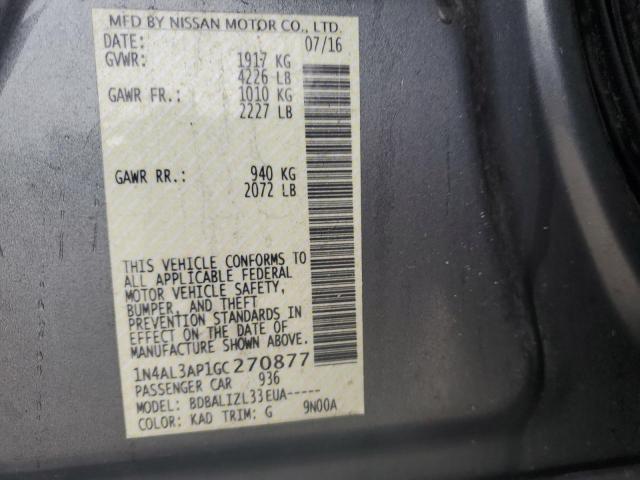 MFD BY NISSAN MOTOR CO., LTD.
DATE: 07/16
GVWR: 1917 KG
4226 LB
GAWR FR.: 1010 KG
2227 LB
GAWR RR.: 940 KG
2072 LB
THIS VEHICLE CONFORMS TO
ALL APPLICABLE FEDERAL
MOTOR VEHICLE SAFETY,
BUMPER, AND THEFT
PREVENTION STANDARDS IN
EFFECT ON THE DATE OF
MANUFACTURE
1N4AL3AP1GC270877
PASSENGER CAR 936
MODEL: BDBALIZL33EUA-----
COLOR: KAD TRIM: G 9N00A